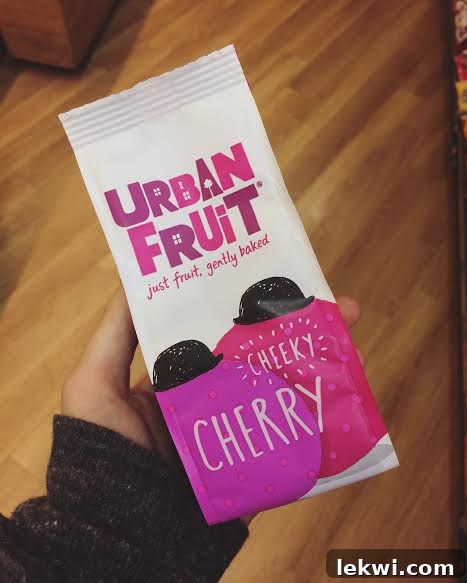 URBAN
FRUiT®
just fruit, gently baked
CHEEKY
CHERRY
lekwi.com